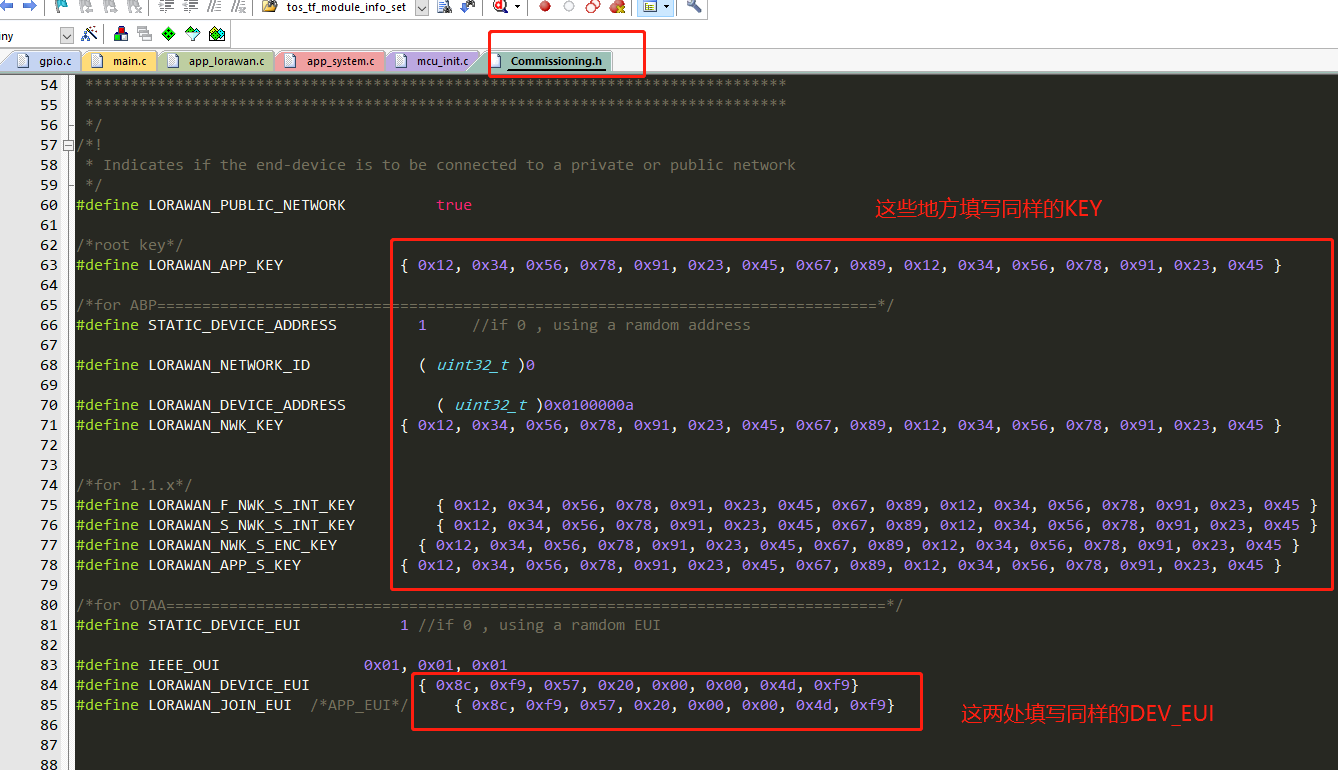 tos_tf_module_info_set
ny
gpio.c main.c app_lorawan.c app_system.c mcu_init.c Commissioning.h
54 ******************************************************************************
55 ******************************************************************************
56 */
57 /*!
58 * Indicates if the end-device is to be connected to a private or public network
59 */
60 #define LORAWAN_PUBLIC_NETWORK true
这些地方填写同样的KEY
61
62 /*root key*/
63 #define LORAWAN_APP_KEY { 0x12, 0x34, 0x56, 0x78, 0x91, 0x23, 0x45, 0x67, 0x89, 0x12, 0x34, 0x56, 0x78, 0x91, 0x23, 0x45 }
64
65 /*for ABP================================================================================*/
66 #define STATIC_DEVICE_ADDRESS 1 //if 0 , using a ramdom address
67
68 #define LORAWAN_NETWORK_ID ( uint32_t )0
69
70 #define LORAWAN_DEVICE_ADDRESS ( uint32_t )0x0100000a
71 #define LORAWAN_NWK_KEY { 0x12, 0x34, 0x56, 0x78, 0x91, 0x23, 0x45, 0x67, 0x89, 0x12, 0x34, 0x56, 0x78, 0x91, 0x23, 0x45 }
72
73
74 /*for 1.1.x*/
75 #define LORAWAN_F_NWK_S_INT_KEY { 0x12, 0x34, 0x56, 0x78, 0x91, 0x23, 0x45, 0x67, 0x89, 0x12, 0x34, 0x56, 0x78, 0x91, 0x23, 0x45 }
76 #define LORAWAN_S_NWK_S_INT_KEY { 0x12, 0x34, 0x56, 0x78, 0x91, 0x23, 0x45, 0x67, 0x89, 0x12, 0x34, 0x56, 0x78, 0x91, 0x23, 0x45 }
77 #define LORAWAN_NWK_S_ENC_KEY { 0x12, 0x34, 0x56, 0x78, 0x91, 0x23, 0x45, 0x67, 0x89, 0x12, 0x34, 0x56, 0x78, 0x91, 0x23, 0x45 }
78 #define LORAWAN_APP_S_KEY { 0x12, 0x34, 0x56, 0x78, 0x91, 0x23, 0x45, 0x67, 0x89, 0x12, 0x34, 0x56, 0x78, 0x91, 0x23, 0x45 }
79
80 /*for OTAA================================================================================*/
81 #define STATIC_DEVICE_EUI 1 //if 0 , using a ramdom EUI
82
83 #define IEEE_OUI 0x01, 0x01, 0x01
84 #define LORAWAN_DEVICE_EUI { 0x8c, 0xf9, 0x57, 0x20, 0x00, 0x00, 0x4d, 0xf9}
85 #define LORAWAN_JOIN_EUI /*APP_EUI*/ { 0x8c, 0xf9, 0x57, 0x20, 0x00, 0x00, 0x4d, 0xf9}
这两处填写同样的DEV_EUI
86
87
88